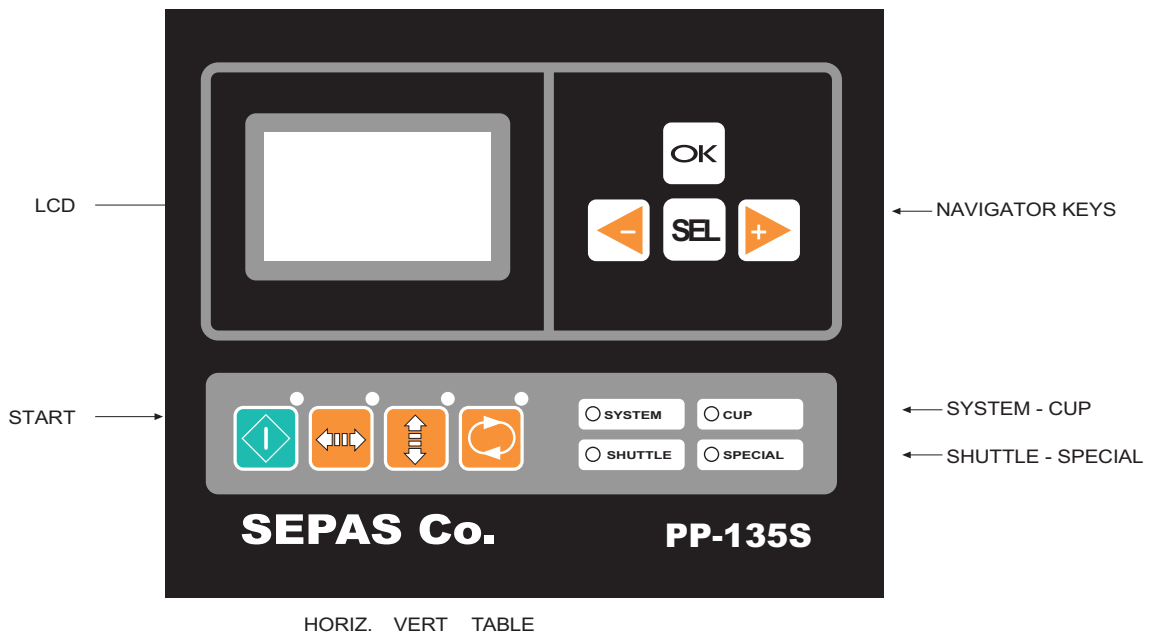 OK
LCD
- SEL +
NAVIGATOR KEYS
START
SYSTEM CUP
SYSTEM - CUP
SHUTTLE SPECIAL
SHUTTLE - SPECIAL
SEPAS Co. PP-135S
HORIZ. VERT TABLE